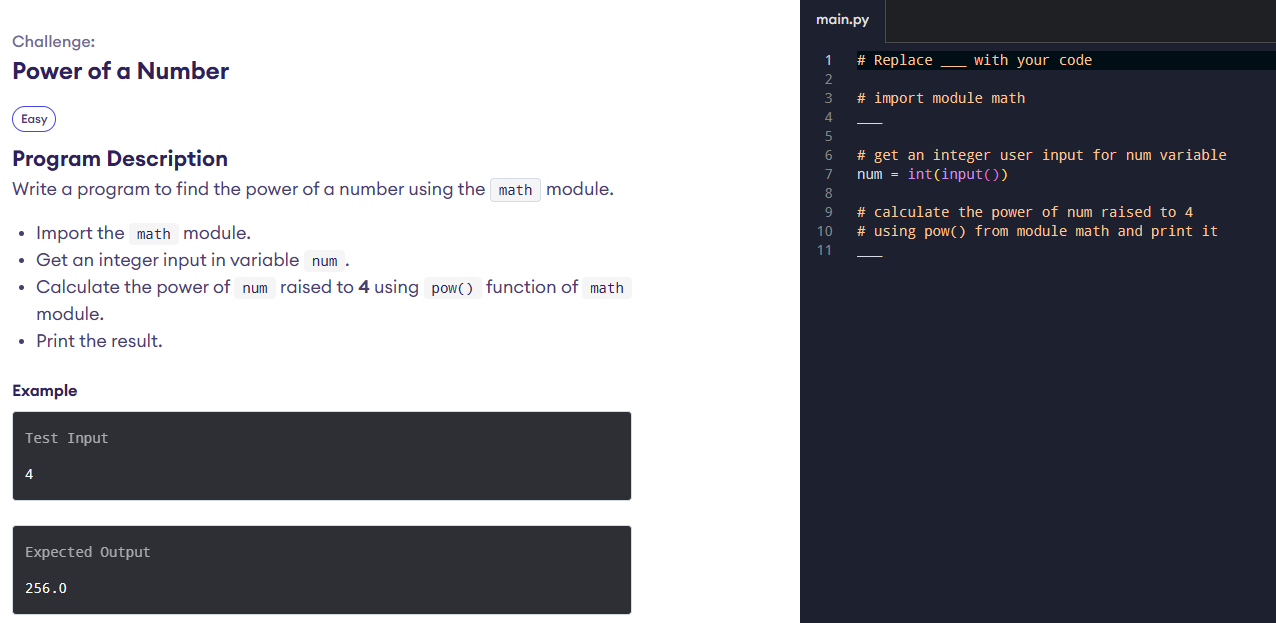 Challenge:
Power of a Number
Easy
Program Description
Write a program to find the power of a number using the math module.
• Import the math module.
• Get an integer input in variable num .
• Calculate the power of num raised to 4 using pow() function of math
module.
• Print the result.
Example
Test Input
4
Expected Output
256.0
main.py
1 # Replace ___ with your code
2
3 # import module math
4 ___
5
6 # get an integer user input for num variable
7 num = int(input())
8
9 # calculate the power of num raised to 4
10 # using pow() from module math and print it
11 ___